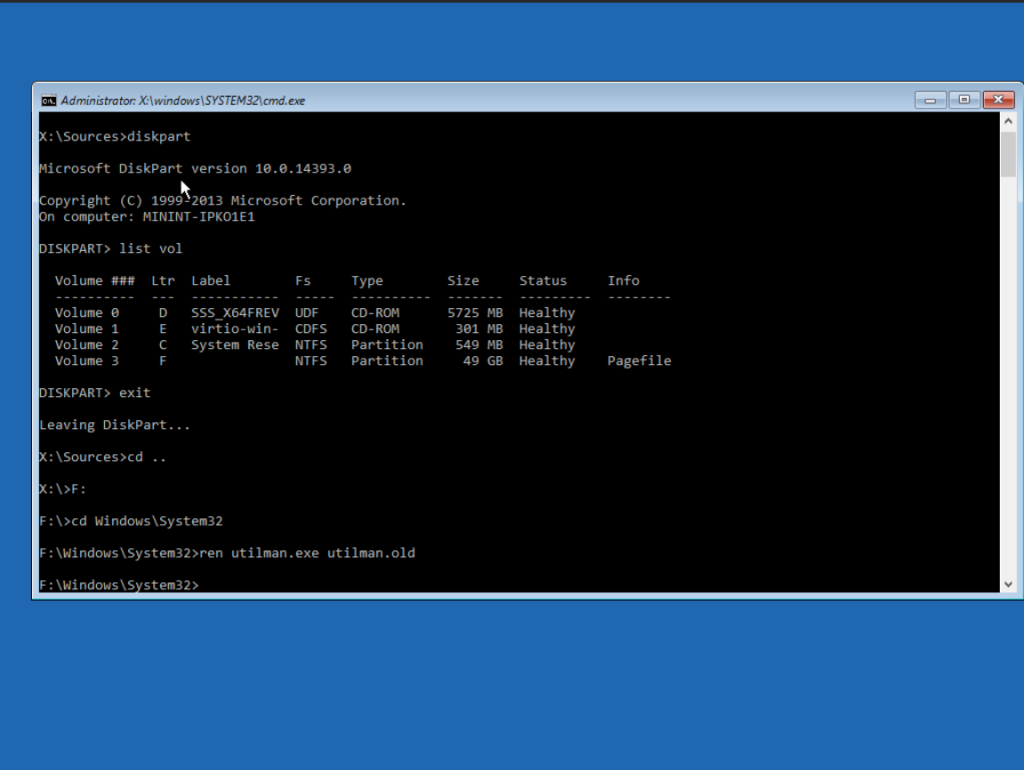 Administrator: X:\windows\SYSTEM32\cmd.exe
X:\Sources>diskpart
Microsoft DiskPart version 10.0.14393.0
Copyright (C) 1999-2013 Microsoft Corporation.
On computer: MININT-IPKO1E1
DISKPART> list vol
  Volume ###  Ltr  Label        Fs     Type        Size     Status     Info
  ----------  ---  -----------  -----  ----------  -------  ---------  --------
  Volume 0     D   SSS_X64FREV  UDF    CD-ROM      5725 MB  Healthy
  Volume 1     E   virtio-win-  CDFS   CD-ROM       301 MB  Healthy
  Volume 2     C   System Rese  NTFS   Partition    549 MB  Healthy
  Volume 3     F                NTFS   Partition     49 GB  Healthy    Pagefile
DISKPART> exit
Leaving DiskPart...
X:\Sources>cd ..
X:\>F:
F:\>cd Windows\System32
F:\Windows\System32>ren utilman.exe utilman.old
F:\Windows\System32>